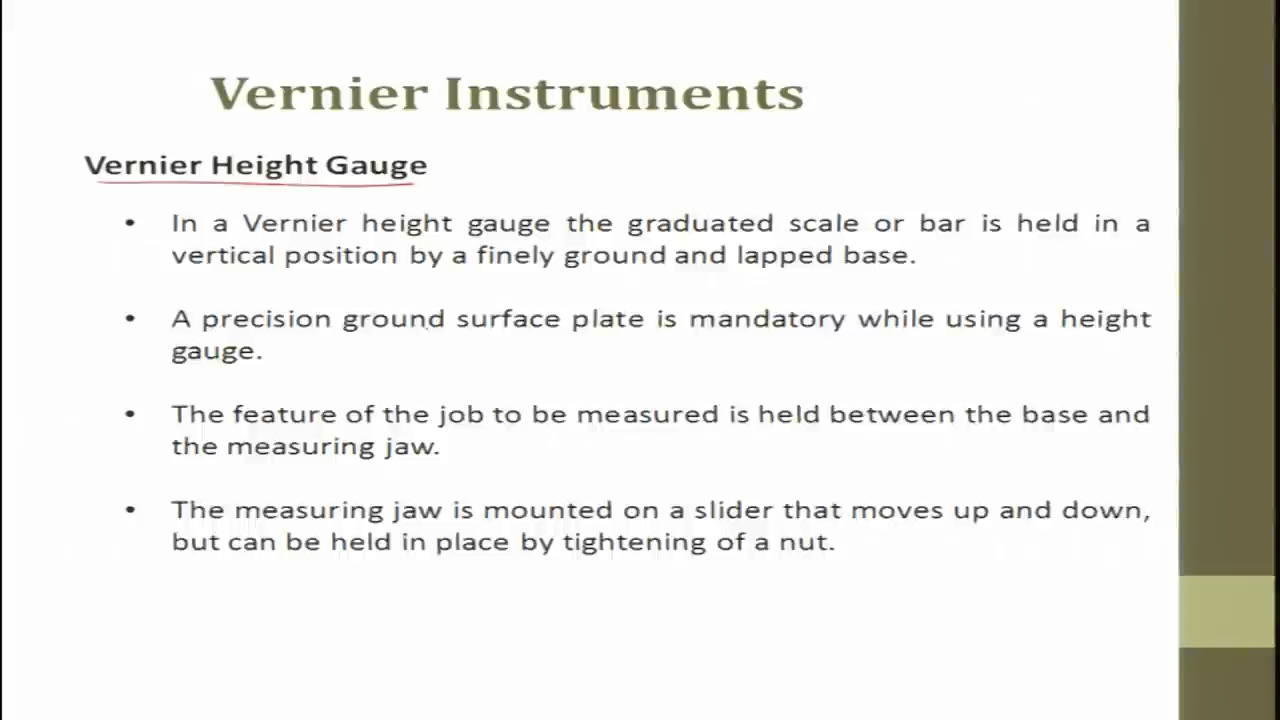 Vernier Instruments
Vernier Height Gauge
• In a Vernier height gauge the graduated scale or bar is held in a
vertical position by a finely ground and lapped base.
• A precision ground surface plate is mandatory while using a height
gauge.
• The feature of the job to be measured is held between the base and
the measuring jaw.
• The measuring jaw is mounted on a slider that moves up and down,
but can be held in place by tightening of a nut.